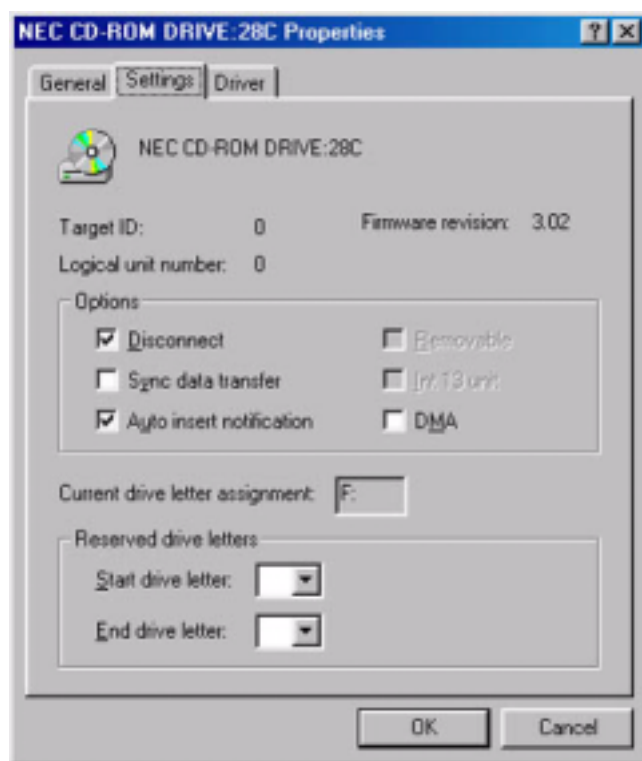 NEC CD-ROM DRIVE:28C Properties
General Settings Driver
NEC CD-ROM DRIVE:28C
Target ID: 0 Firmware revision: 3.02
Logical unit number: 0
Options
Disconnect Removable
Sync data transfer Int 13 unit
Auto insert notification DMA
Current drive letter assignment: F:
Reserved drive letters
Start drive letter:
End drive letter:
OK Cancel